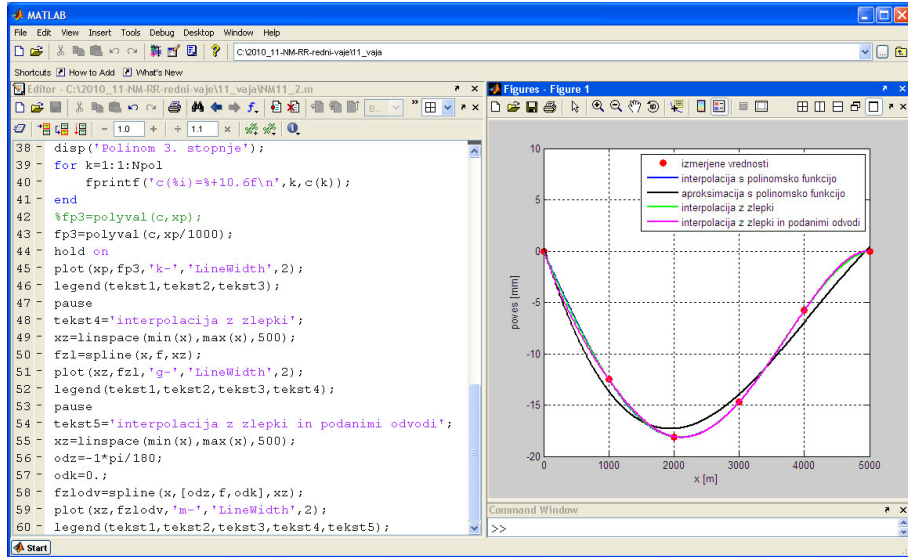 MATLAB
File Edit View Insert Tools Debug Desktop Window Help
C:\2010_11-NM-RR-redni-vaje\11_vaja
Shortcuts How to Add What's New
Editor - C:\2010_11-NM-RR-redni-vaje\11_vaja\NM11_2.m
B...
- 1.0 + ÷ 1.1 ×
38 - disp('Polinom 3. stopnje');
39 - for k=1:1:Npol
40 - fprintf('c(%i)=%+10.6f\n',k,c(k));
41 - end
42 %fp3=polyval(c,xp);
43 - fp3=polyval(c,xp/1000);
44 - hold on
45 - plot(xp,fp3,'k-','LineWidth',2);
46 - legend(tekst1,tekst2,tekst3);
47 - pause
48 - tekst4='interpolacija z zlepki';
49 - xz=linspace(min(x),max(x),500);
50 - fzl=spline(x,f,xz);
51 - plot(xz,fzl,'g-','LineWidth',2);
52 - legend(tekst1,tekst2,tekst3,tekst4);
53 - pause
54 - tekst5='interpolacija z zlepki in podanimi odvodi';
55 - xz=linspace(min(x),max(x),500);
56 - odz=-1*pi/180;
57 - odk=0.;
58 - fzlodv=spline(x,[odz,f,odk],xz);
59 - plot(xz,fzlodv,'m-','LineWidth',2);
60 - legend(tekst1,tekst2,tekst3,tekst4,tekst5);
Figures - Figure 1
izmerjene vrednosti
interpolacija s polinomsko funkcijo
aproksimacija s polinomsko funkcijo
interpolacija z zlepki
interpolacija z zlepki in podanimi odvodi
10
5
0
-5
-10
-15
-20
poves [mm]
0 1000 2000 3000 4000 5000
x [m]
Command Window
>>
Start